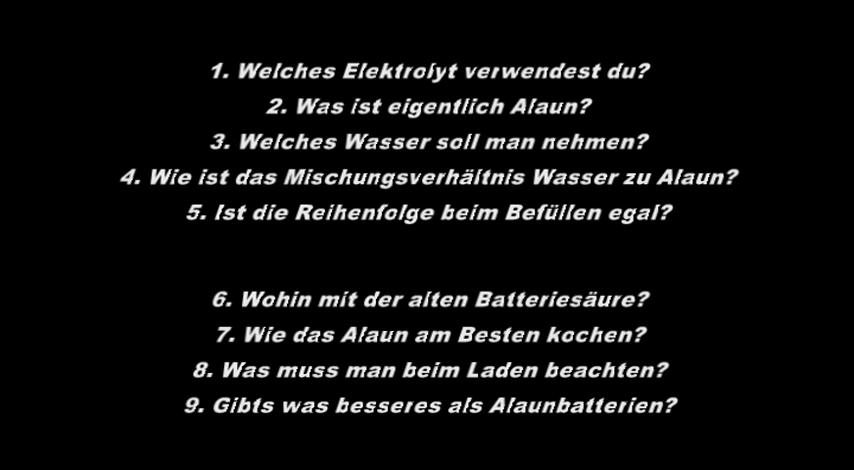 1. Welches Elektrolyt verwendest du?
2. Was ist eigentlich Alaun?
3. Welches Wasser soll man nehmen?
4. Wie ist das Mischungsverhältnis Wasser zu Alaun?
5. Ist die Reihenfolge beim Befüllen egal?
6. Wohin mit der alten Batteriesäure?
7. Wie das Alaun am Besten kochen?
8. Was muss man beim Laden beachten?
9. Gibts was besseres als Alaunbatterien?